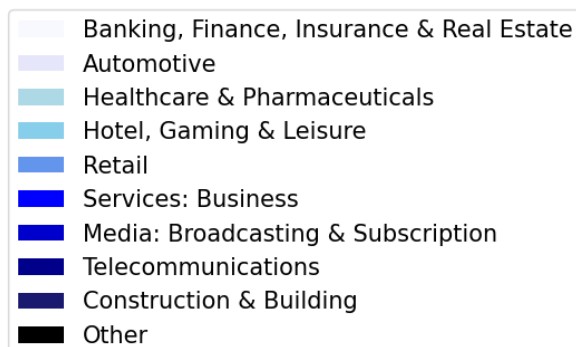 Banking, Finance, Insurance & Real Estate
Automotive
Healthcare & Pharmaceuticals
Hotel, Gaming & Leisure
Retail
Services: Business
Media: Broadcasting & Subscription
Telecommunications
Construction & Building
Other